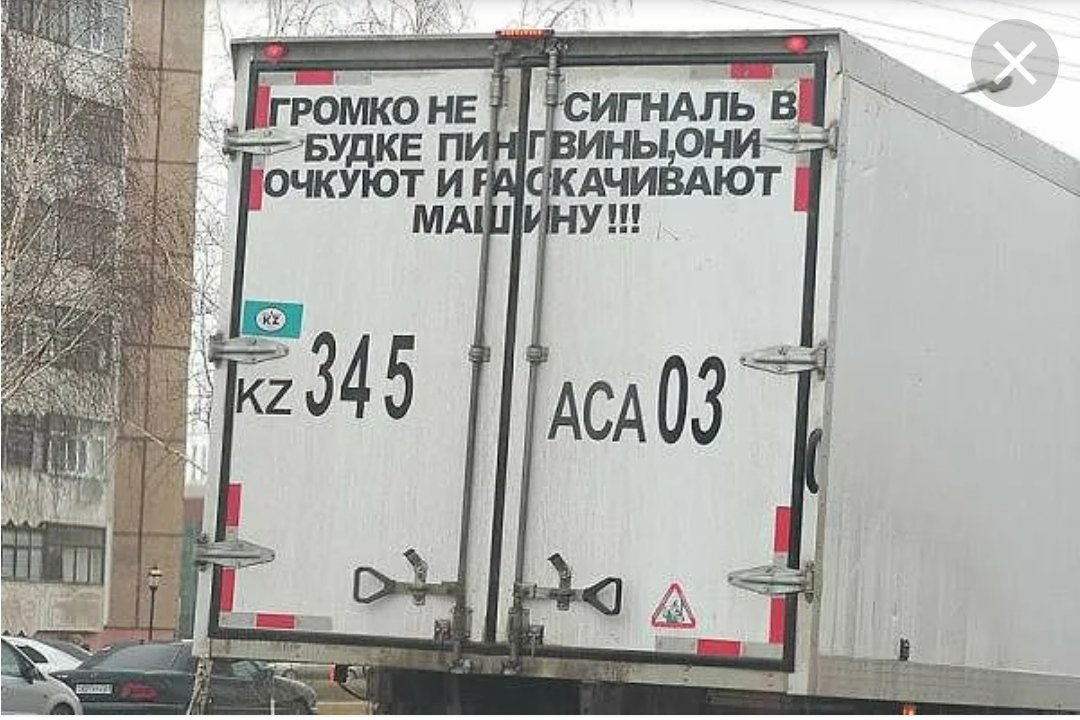 ГРОМКО НЕ СИГНАЛЬ В
БУДКЕ ПИНГВИНЫ,ОНИ
ОЧКУЮТ И РАСКАЧИВАЮТ
МАШИНУ!!!
KZ
KZ 345 ACA 03